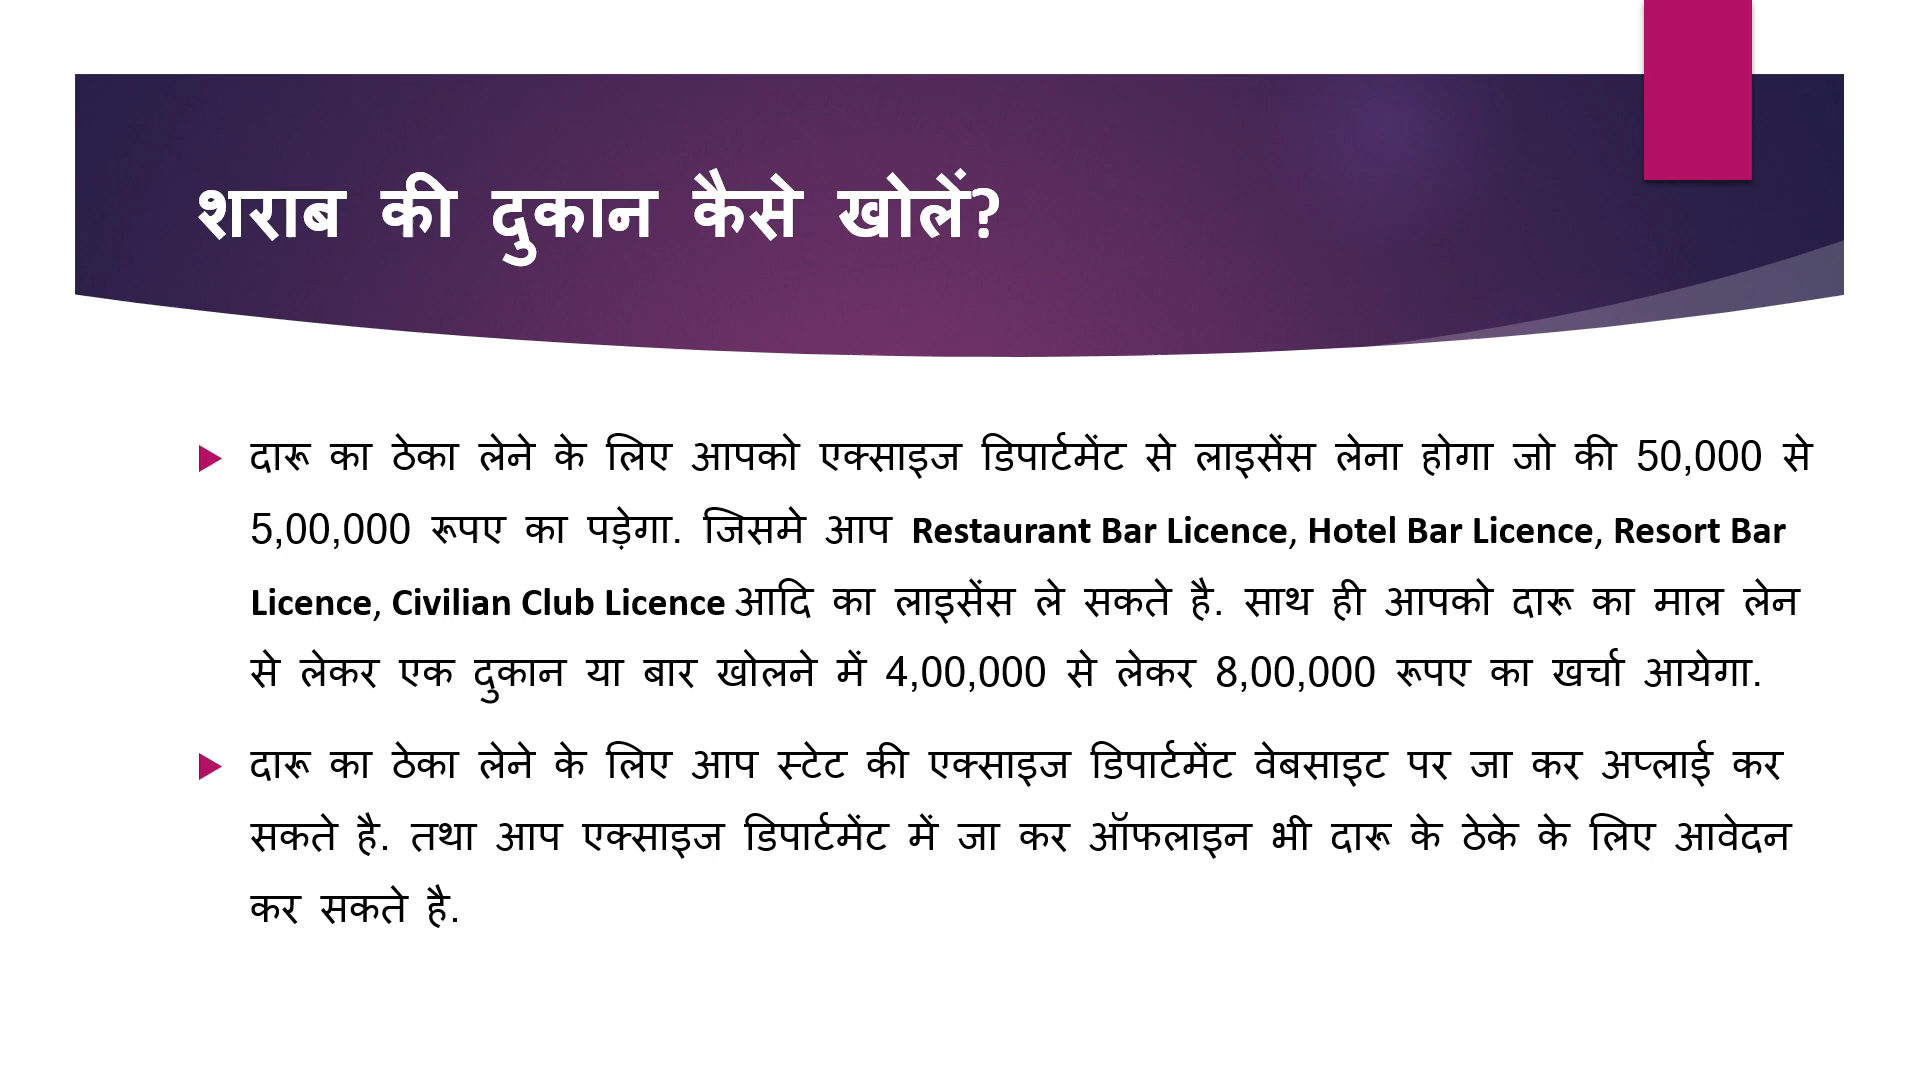 शराब की दुकान कैसे खोलें?
दारू का ठेका लेने के लिए आपको एक्साइज डिपार्टमेंट से लाइसेंस लेना होगा जो की 50,000 से
5,00,000 रूपए का पड़ेगा. जिसमे आप Restaurant Bar Licence, Hotel Bar Licence, Resort Bar
Licence, Civilian Club Licence आदि का लाइसेंस ले सकते है. साथ ही आपको दारू का माल लेन
से लेकर एक दुकान या बार खोलने में 4,00,000 से लेकर 8,00,000 रूपए का खर्चा आयेगा.
दारू का ठेका लेने के लिए आप स्टेट की एक्साइज डिपार्टमेंट वेबसाइट पर जा कर अप्लाई कर
सकते है. तथा आप एक्साइज डिपार्टमेंट में जा कर ऑफलाइन भी दारू के ठेके के लिए आवेदन
कर सकते है.